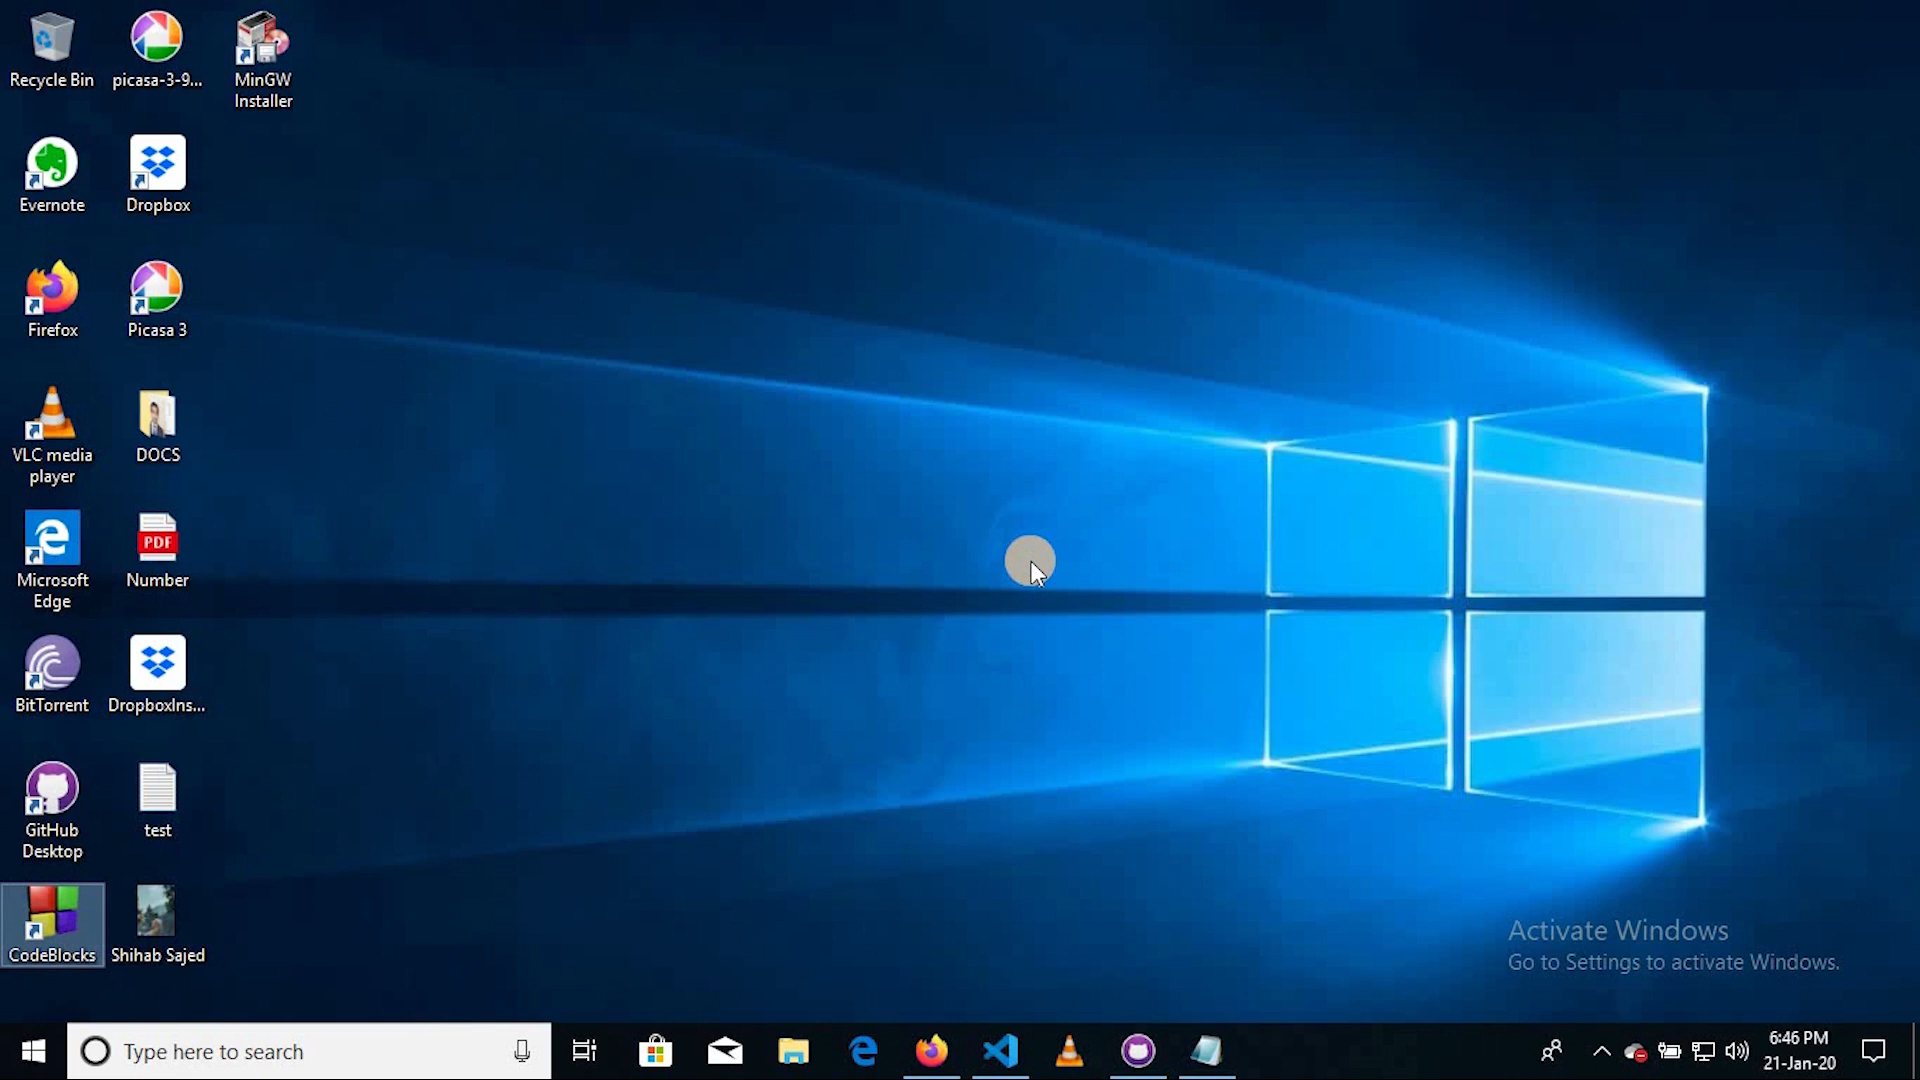 Recycle Bin
picasa-3-9...
MinGW
Installer
Evernote
Dropbox
Firefox
Picasa 3
VLC media
player
DOCS
Microsoft
Edge
PDF
Number
BitTorrent
DropboxIns...
GitHub
Desktop
test
CodeBlocks
Shihab Sajed
Activate Windows
Go to Settings to activate Windows.
Type here to search
6:46 PM
21-Jan-20